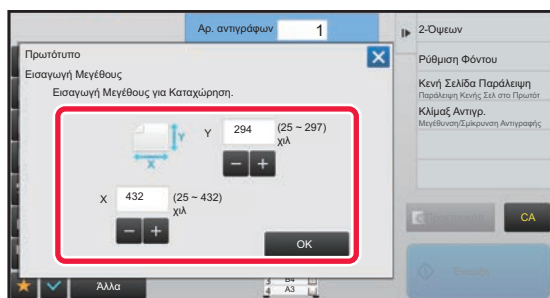 Αρ. αντιγράφων 1
2-Όψεων
Πρωτότυπο
Ρύθμιση Φόντου
Εισαγωγή Μεγέθους
Εισαγωγή Μεγέθους για Καταχώρηση.
Κενή Σελίδα Παράλειψη
Παράλειψη Κενής Σελ στο Πρωτότ
Κλίμαξ Αντιγρ.
Μεγέθυνση/Σμίκρυνση Αντιγραφής
Y 294 (25 ~ 297)
χιλ
Y
X
X 432 (25 ~ 432)
χιλ
OK
CA
Άλλα
3 B4
4 A3